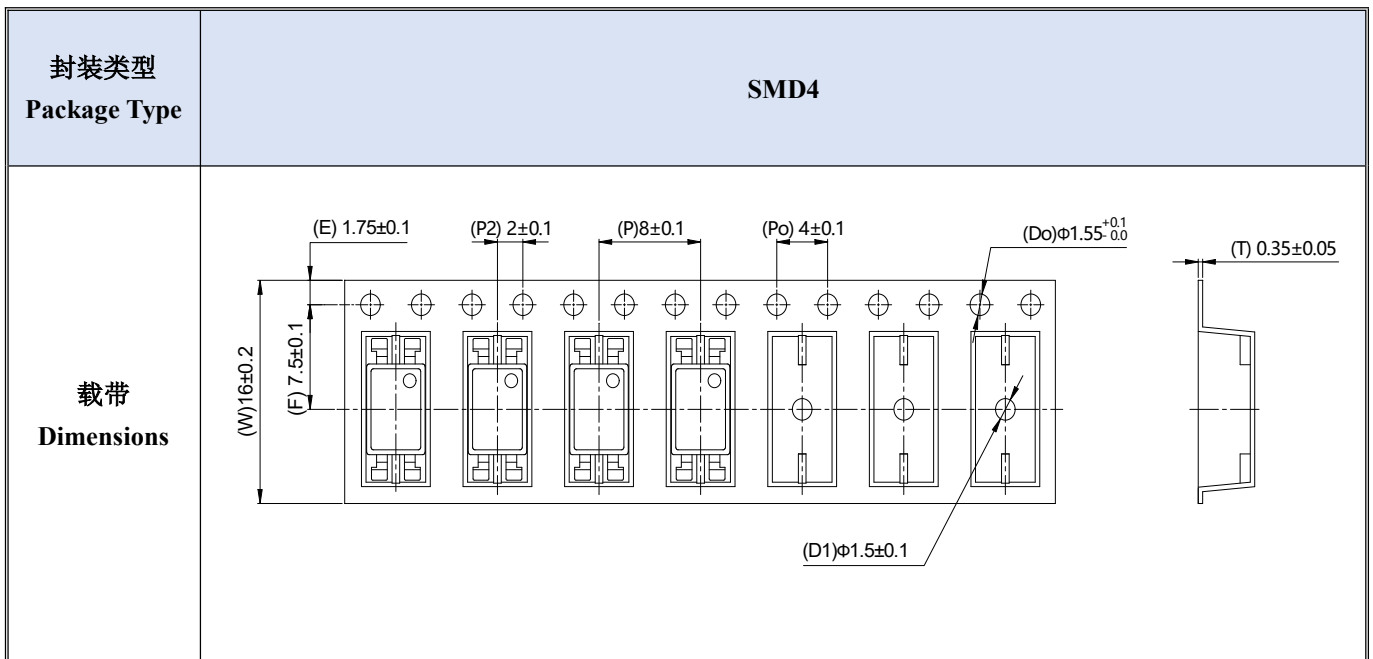 封装类型
Package Type
SMD4
载带
Dimensions
(E) 1.75±0.1
(P2) 2±0.1
(P)8±0.1
(Po) 4±0.1
(Do)Φ1.55+0.1 -0.0
(T) 0.35±0.05
(W)16±0.2
(F) 7.5±0.1
(D1)Φ1.5±0.1